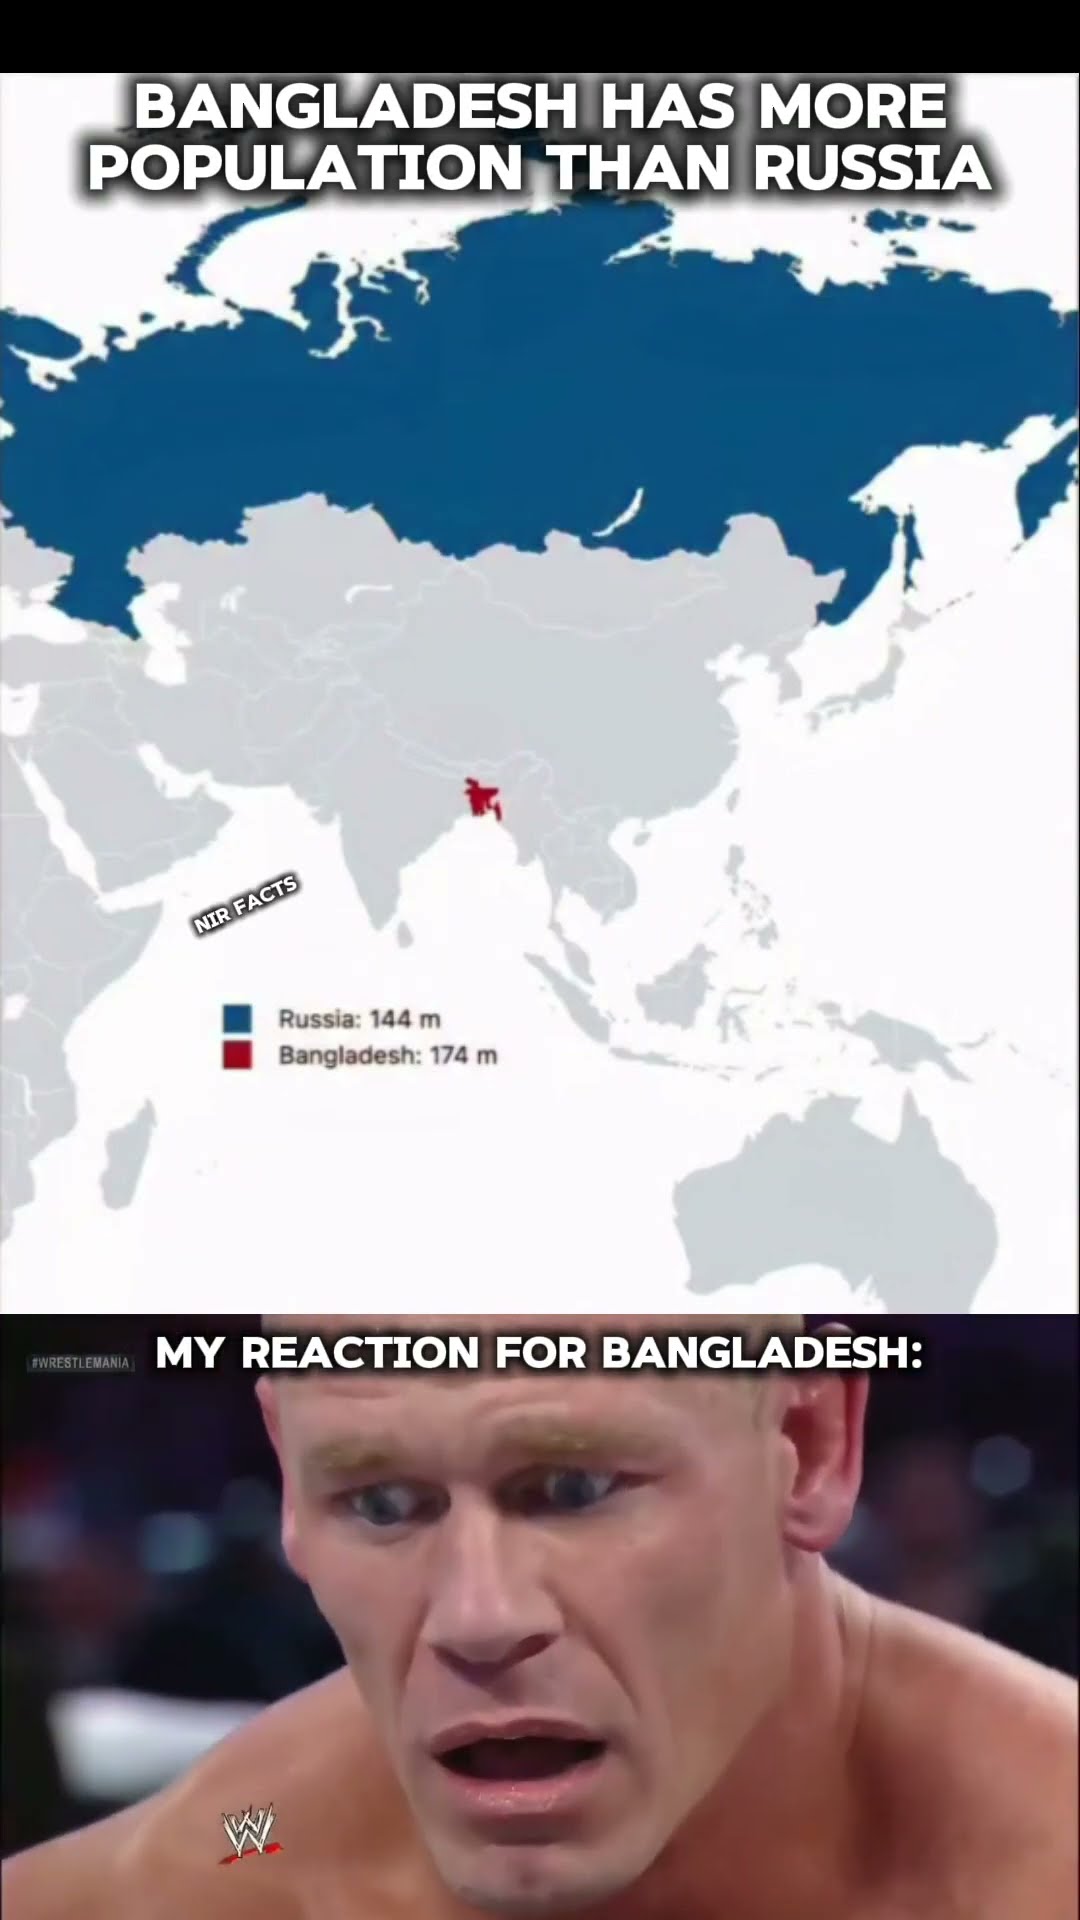 BANGLADESH HAS MORE
POPULATION THAN RUSSIA
NIR FACTS
Russia: 144 m
Bangladesh: 174 m
#WRESTLEMANIA
MY REACTION FOR BANGLADESH:
W